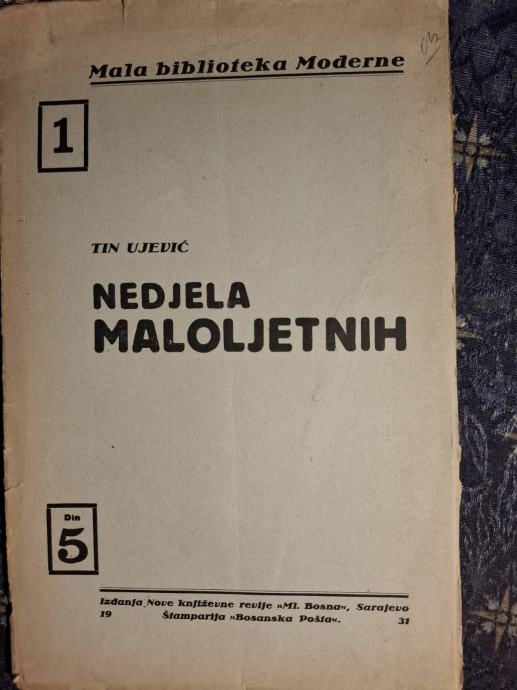 Mala biblioteka Moderne
1
TIN UJEVIĆ
NEDJELA
MALOLJETNIH
Din
5
Izdanja Nove književne revije »Ml. Bosna«, Sarajevo
19 Štamparija »Bosanska Pošta«. 31